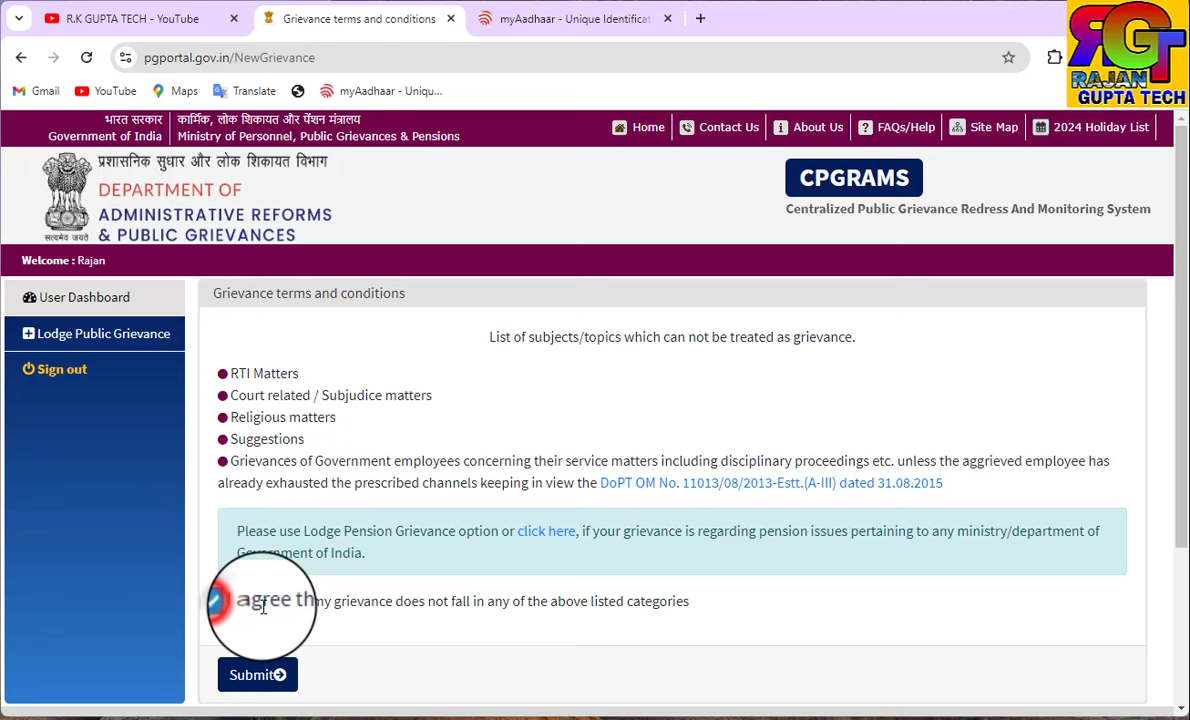 R.K GUPTA TECH - YouTube
Grievance terms and conditions
myAadhaar - Unique Identificat
pgportal.gov.in/NewGrievance
Gmail
YouTube
Maps
Translate
myAadhaar - Uniqu...
RGT
RAJAN
GUPTA TECH
भारत सरकार
Government of India
कार्मिक, लोक शिकायत और पेंशन मंत्रालय
Ministry of Personnel, Public Grievances & Pensions
Home
Contact Us
About Us
FAQs/Help
Site Map
2024 Holiday List
सत्यमेव जयते
प्रशासनिक सुधार और लोक शिकायत विभाग
DEPARTMENT OF
ADMINISTRATIVE REFORMS
& PUBLIC GRIEVANCES
CPGRAMS
Centralized Public Grievance Redress And Monitoring System
Welcome : Rajan
User Dashboard
Lodge Public Grievance
Sign out
Grievance terms and conditions
List of subjects/topics which can not be treated as grievance.
RTI Matters
Court related / Subjudice matters
Religious matters
Suggestions
Grievances of Government employees concerning their service matters including disciplinary proceedings etc. unless the aggrieved employee has
already exhausted the prescribed channels keeping in view the DoPT OM No. 11013/08/2013-Estt.(A-III) dated 31.08.2015
Please use Lodge Pension Grievance option or click here, if your grievance is regarding pension issues pertaining to any ministry/department of
Government of India.
agree th my grievance does not fall in any of the above listed categories
Submit